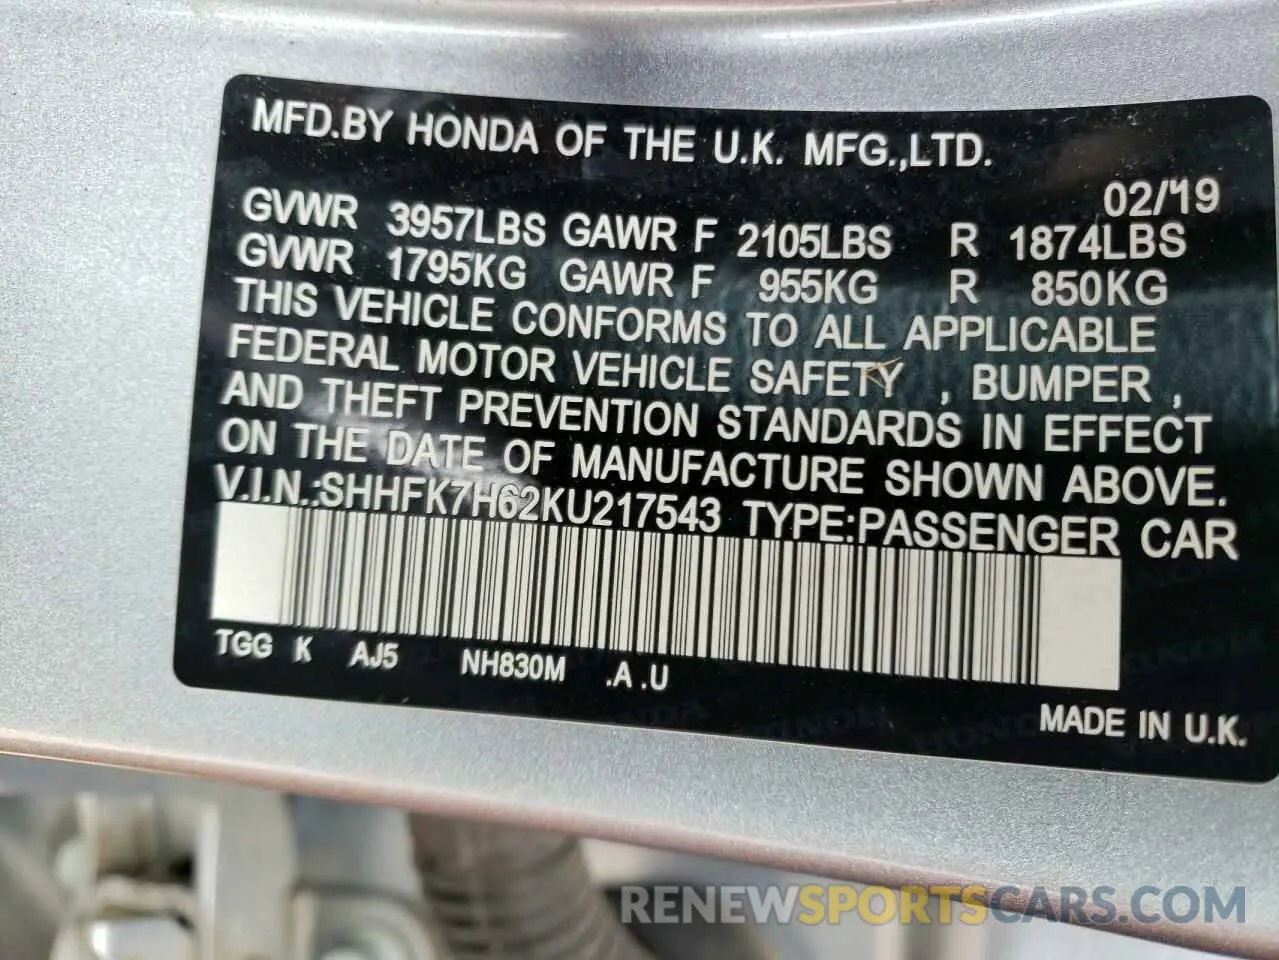 MFD.BY HONDA OF THE U.K. MFG.,LTD.
02/'19
GVWR 3957LBS GAWR F 2105LBS R 1874LBS
GVWR 1795KG GAWR F 955KG R 850KG
THIS VEHICLE CONFORMS TO ALL APPLICABLE
FEDERAL MOTOR VEHICLE SAFETY , BUMPER ,
AND THEFT PREVENTION STANDARDS IN EFFECT
ON THE DATE OF MANUFACTURE SHOWN ABOVE.
V.I.N.:SHHFK7H62KU217543 TYPE:PASSENGER CAR
TGG K AJ5 NH830M .A .U
MADE IN U.K.
RENEWSPORTSCARS.COM